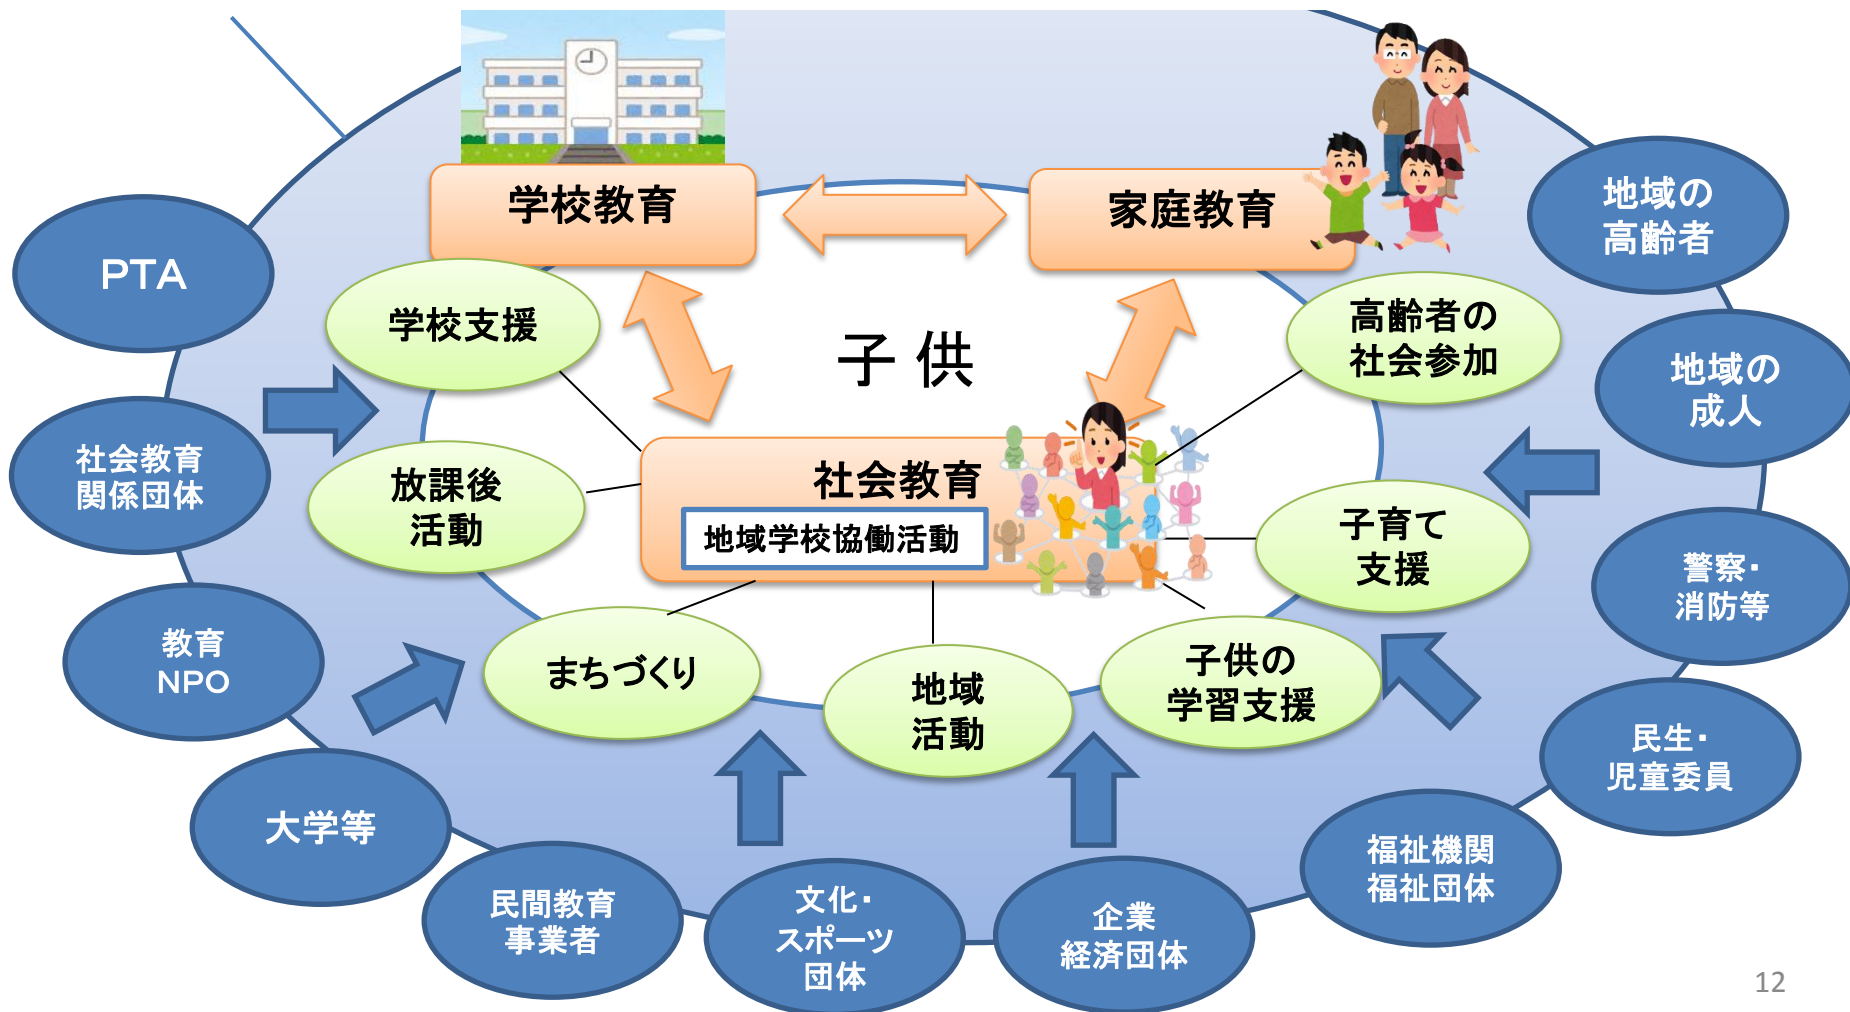 学校教育
家庭教育
地域の
高齢者
PTA
学校支援
子供
高齢者の
社会参加
地域の
成人
社会教育
関係団体
放課後
活動
社会教育
地域学校協働活動
子育て
支援
警察・
消防等
教育
NPO
まちづくり
地域
活動
子供の
学習支援
民生・
児童委員
大学等
福祉機関
福祉団体
民間教育
事業者
文化・
スポーツ
団体
企業
経済団体
12